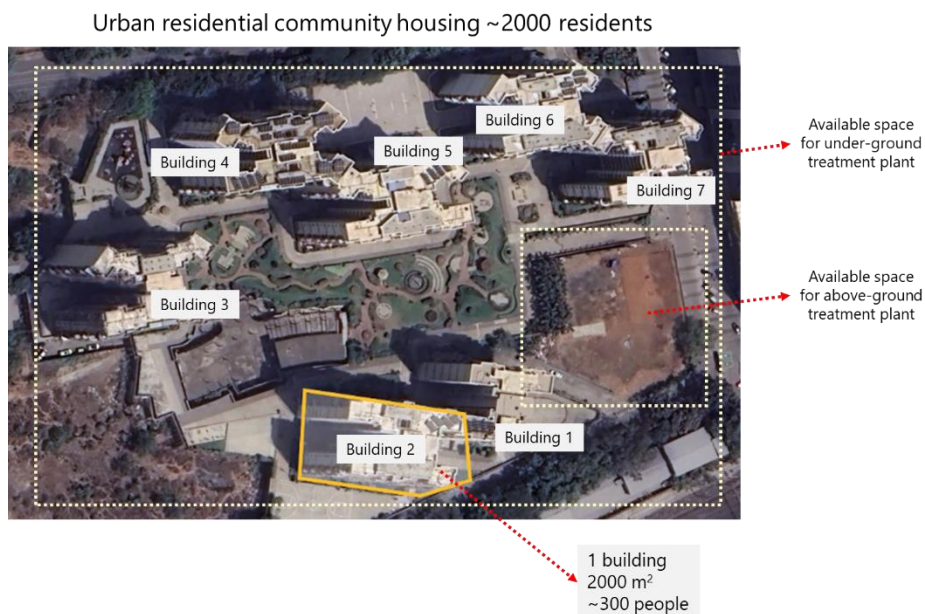 Urban residential community housing ~2000 residents
Building 6
Building 4
Building 5
Building 7
Available space
for under-ground
treatment plant
Building 3
Available space
for above-ground
treatment plant
Building 1
Building 2
1 building
2000 m²
~300 people